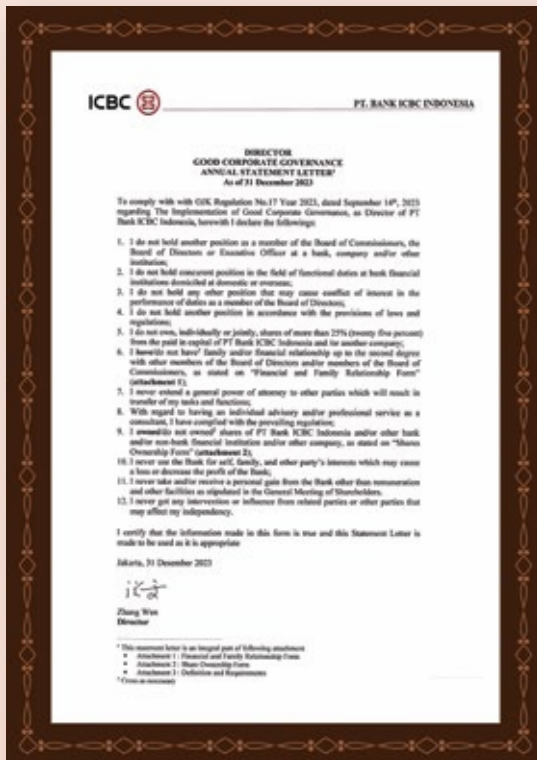 ICBC
PT. BANK ICBC INDONESIA
DIRECTOR
GOOD CORPORATE GOVERNANCE
ANNUAL STATEMENT LETTER¹
As of 31 December 2023
To comply with with OJK Regulation No.17 Year 2023, dated September 14th, 2023
regarding The Implementation of Good Corporate Governance, as Director of PT
Bank ICBC Indonesia, herewith I declare the followings:
1. I do not hold another position as a member of the Board of Commissioners, the
Board of Directors or Executive Officer at a bank, company and/or other
institution;
2. I do not hold concurrent position in the field of functional duties at bank financial
institutions domiciled at domestic or overseas;
3. I do not hold any other position that may cause conflict of interest in the
performance of duties as a member of the Board of Directors;
4. I do not hold another position in accordance with the provisions of laws and
regulations;
5. I do not own, individually or jointly, shares of more than 25% (twenty five percent)
from the paid in capital of PT Bank ICBC Indonesia and /or another company;
6. I have/do not have² family and/or financial relationship up to the second degree
with other members of the Board of Directors and/or members of the Board of
Commissioners, as stated on "Financial and Family Relationship Form"
(attachment 1);
7. I never extend a general power of attorney to other parties which will result in
transfer of my tasks and functions;
8. With regard to having an individual advisory and/or professional service as a
consultant, I have complied with the prevailing regulation;
9. I owned/do not owned² shares of PT Bank ICBC Indonesia and/or other bank
and/or non-bank financial institution and/or other company, as stated on "Shares
Ownership Form" (attachment 2);
10. I never use the Bank for self, family, and other party's interests which may cause
a loss or decrease the profit of the Bank;
11. I never take and/or receive a personal gain from the Bank other than remuneration
and other facilities as stipulated in the General Meeting of Shareholders.
12. I never got any intervention or influence from related parties or other parties that
may affect my independency.
I certify that the information made in this form is true and this Statement Letter is
made to be used as it is appropriate
Jakarta, 31 Desember 2023
Zhang Wen
Director
¹ This statement letter is an integral part of following attachment
• Attachment 1 : Financial and Family Relationship Form
• Attachment 2 : Share Ownership Form
• Attachment 3 : Definition and Requirements
² Cross as necessary